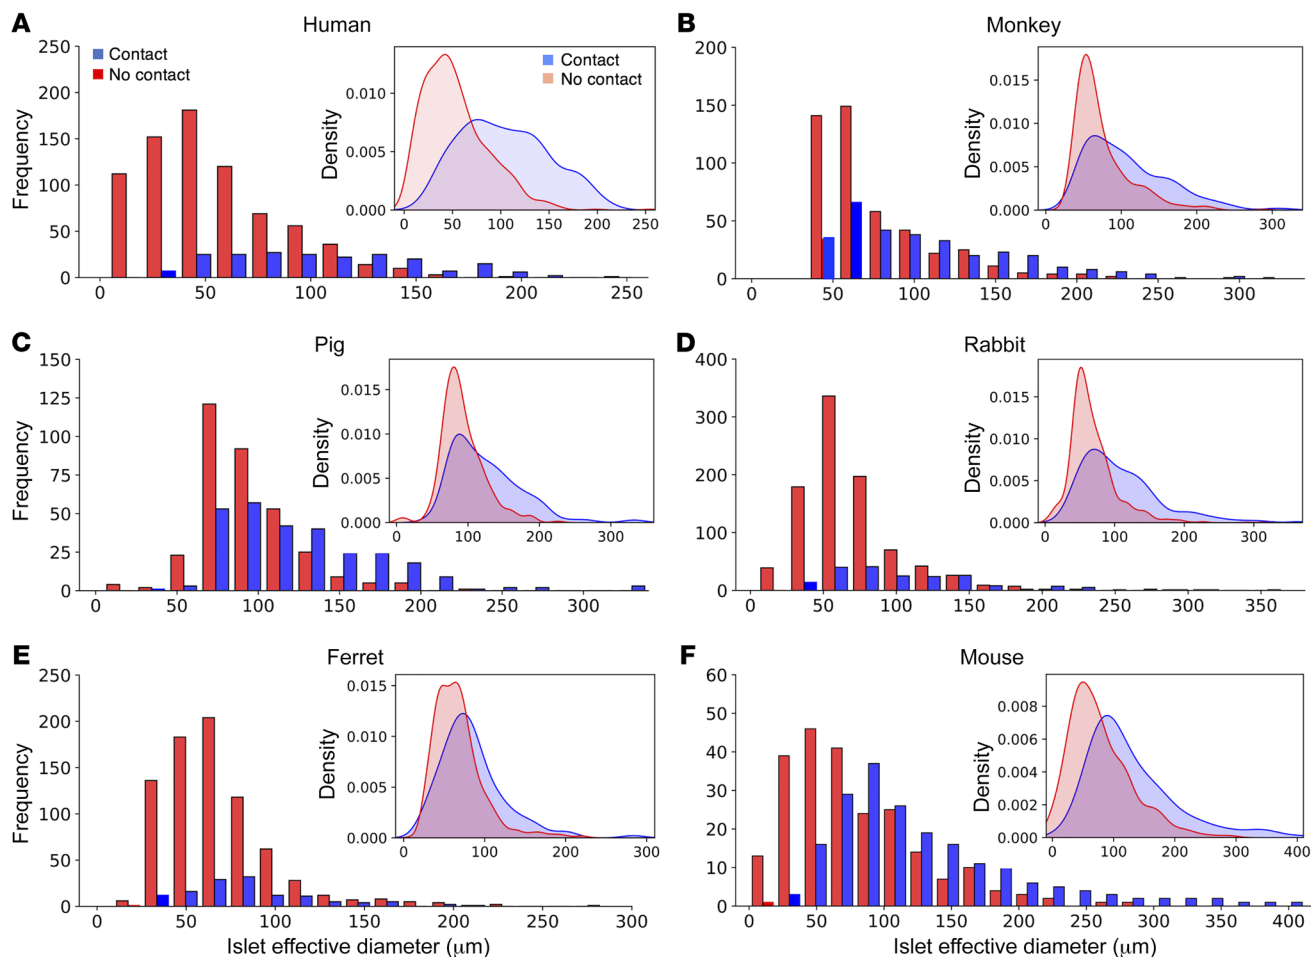 A Human
250
200
150
100
50
0
Frequency
Contact
No contact
0 50 100 150 200 250
Density
0.010
0.005
0.000
Contact
No contact
0 50 100 150 200 250
B Monkey
200
150
100
50
0
0 50 100 150 200 250 300
Density
0.015
0.010
0.005
0.000
0 100 200 300
C Pig
150
125
100
75
50
25
0
Frequency
0 50 100 150 200 250 300
Density
0.015
0.010
0.005
0.000
0 100 200 300
D Rabbit
400
300
200
100
0
0 50 100 150 200 250 300 350
Density
0.015
0.010
0.005
0.000
0 100 200 300
E Ferret
250
200
150
100
50
0
Frequency
0 50 100 150 200 250 300
Islet effective diameter (μm)
Density
0.015
0.010
0.005
0.000
0 100 200 300
F Mouse
60
50
40
30
20
10
0
0 50 100 150 200 250 300 350 400
Islet effective diameter (μm)
Density
0.008
0.006
0.004
0.002
0.000
0 100 200 300 400